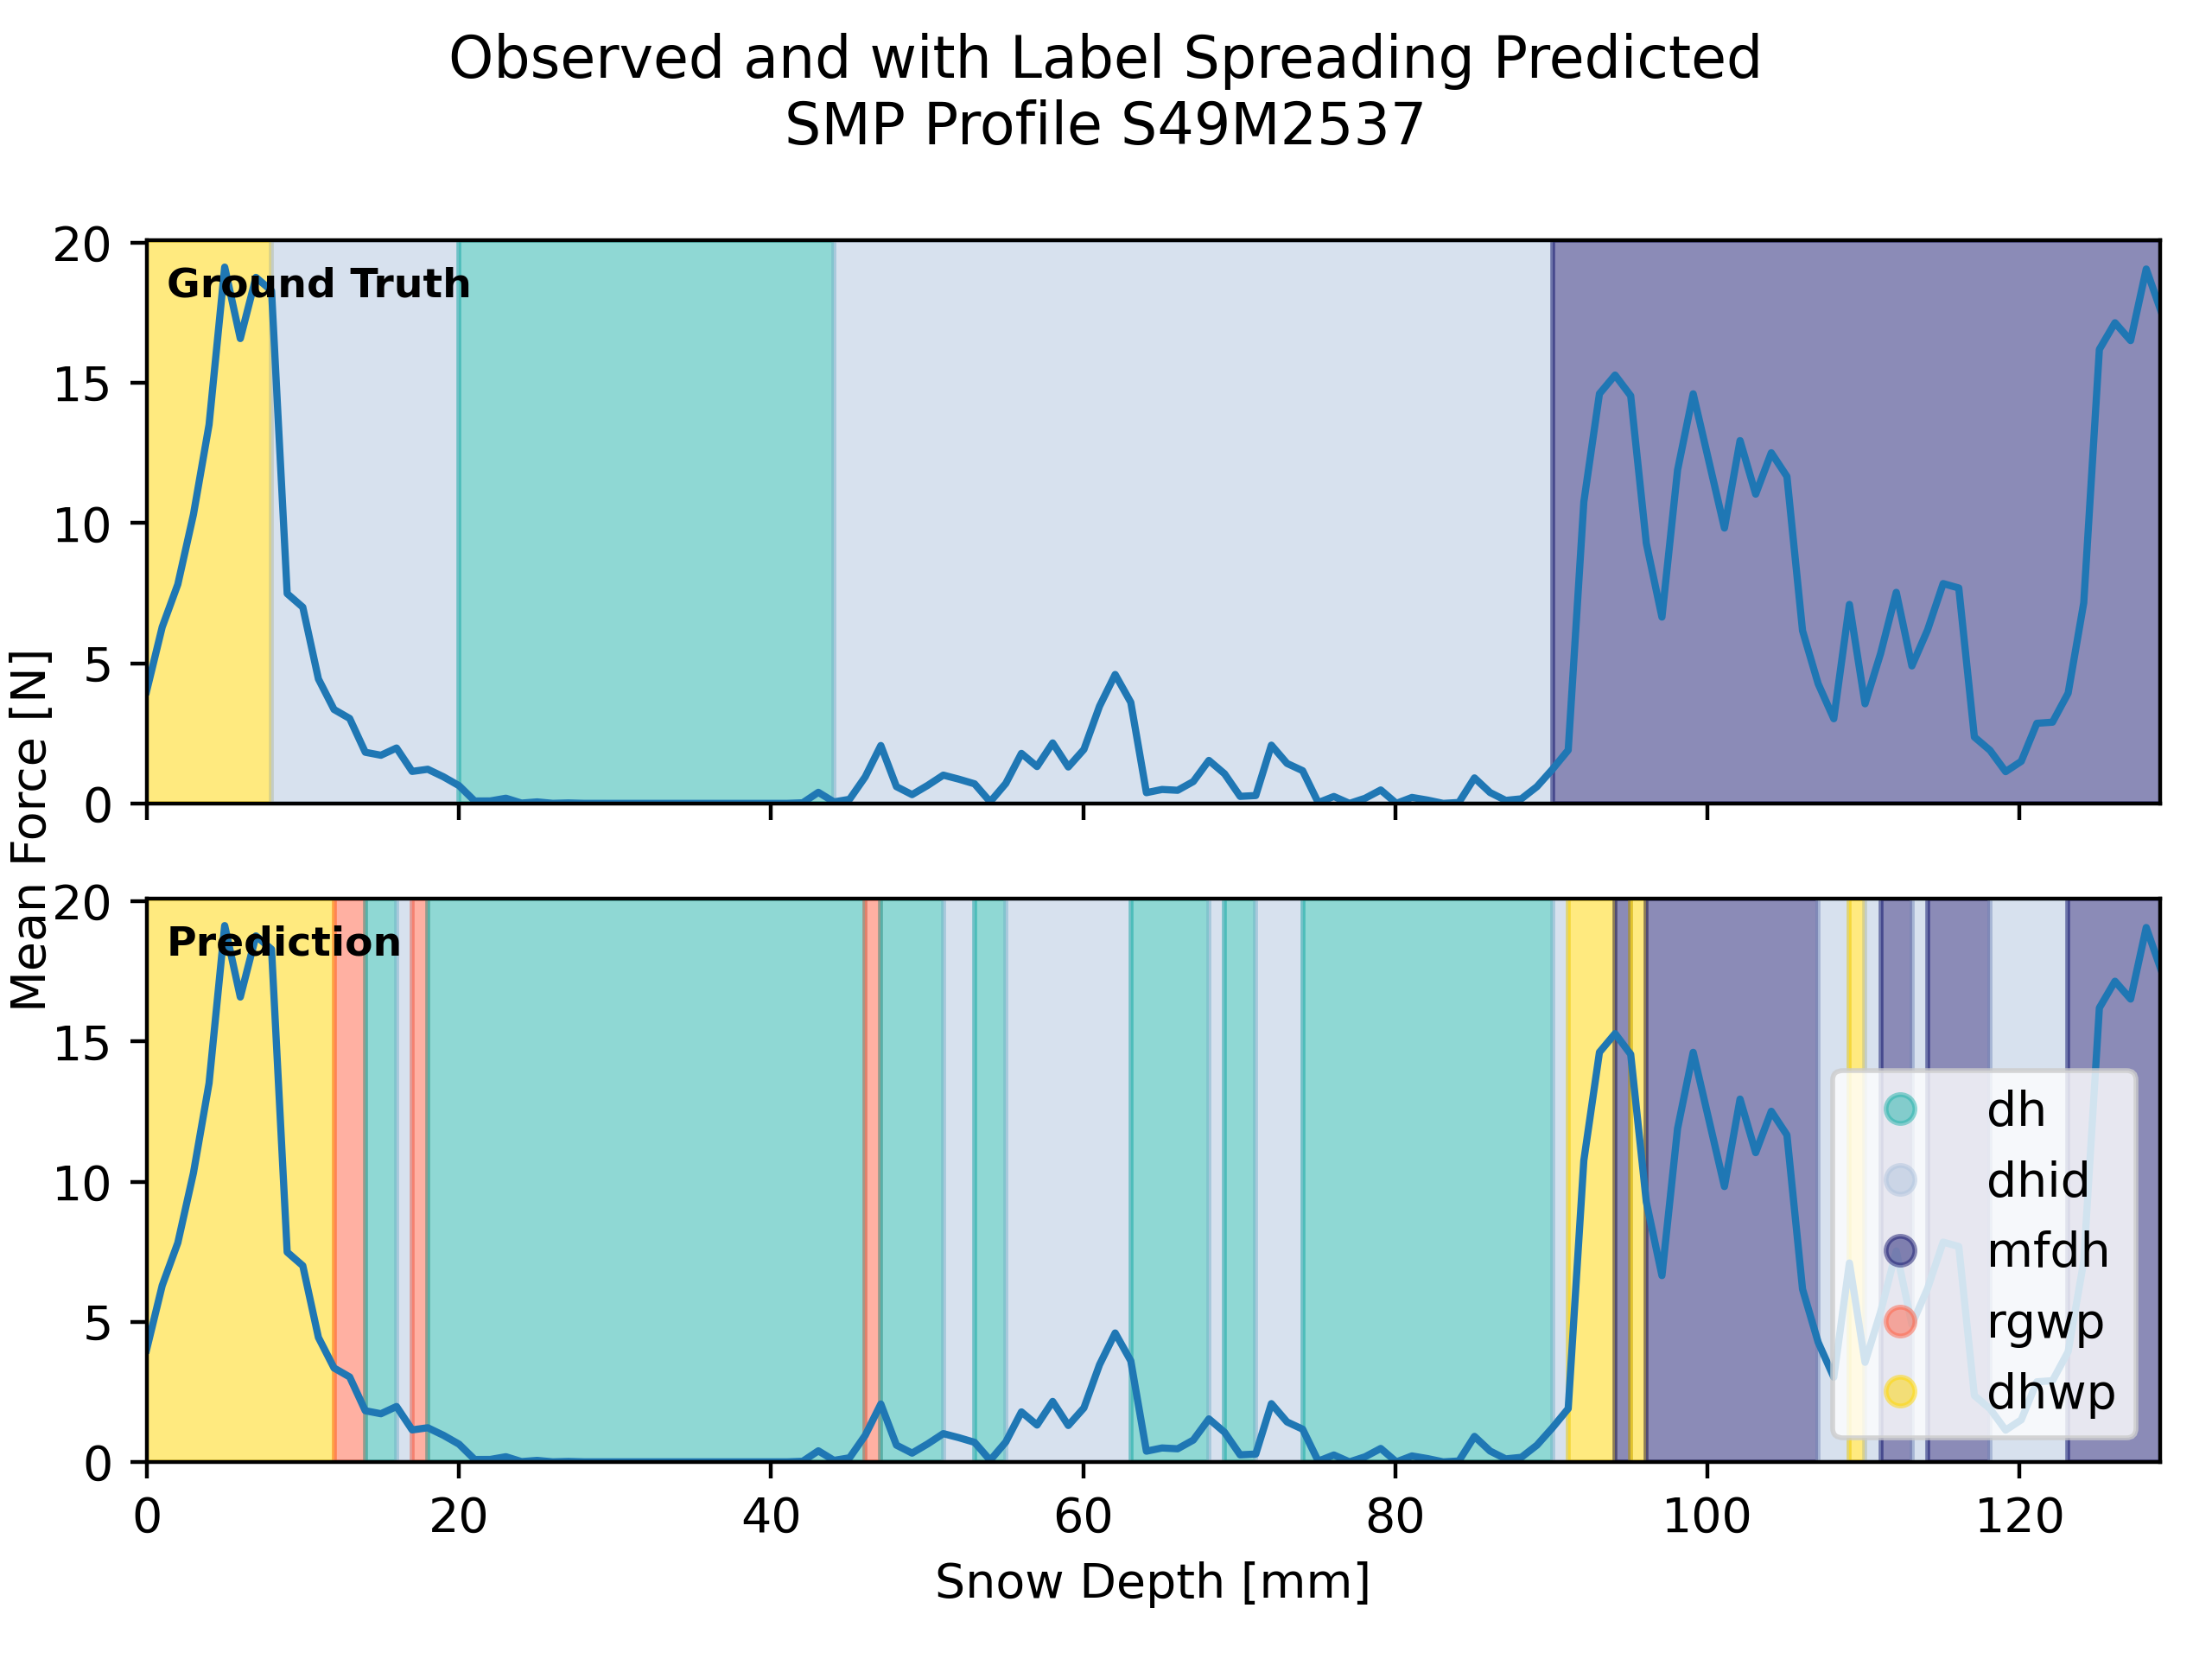 Observed and with Label Spreading Predicted
SMP Profile S49M2537
20
15
10
5
0
Ground Truth
Mean Force [N]
20
15
10
5
0
Prediction
dh
dhid
mfdh
rgwp
dhwp
0 20 40 60 80 100 120
Snow Depth [mm]